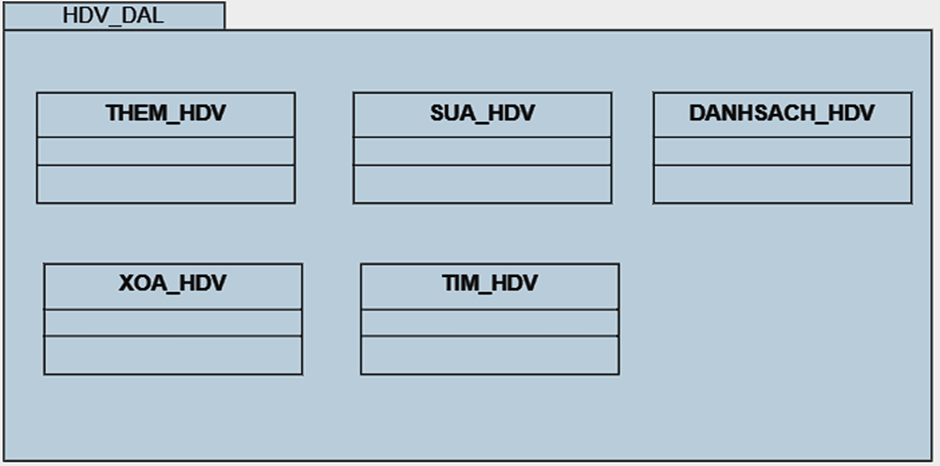 HDV_DAL
THEM_HDV
SUA_HDV
DANHSACH_HDV
XOA_HDV
TIM_HDV